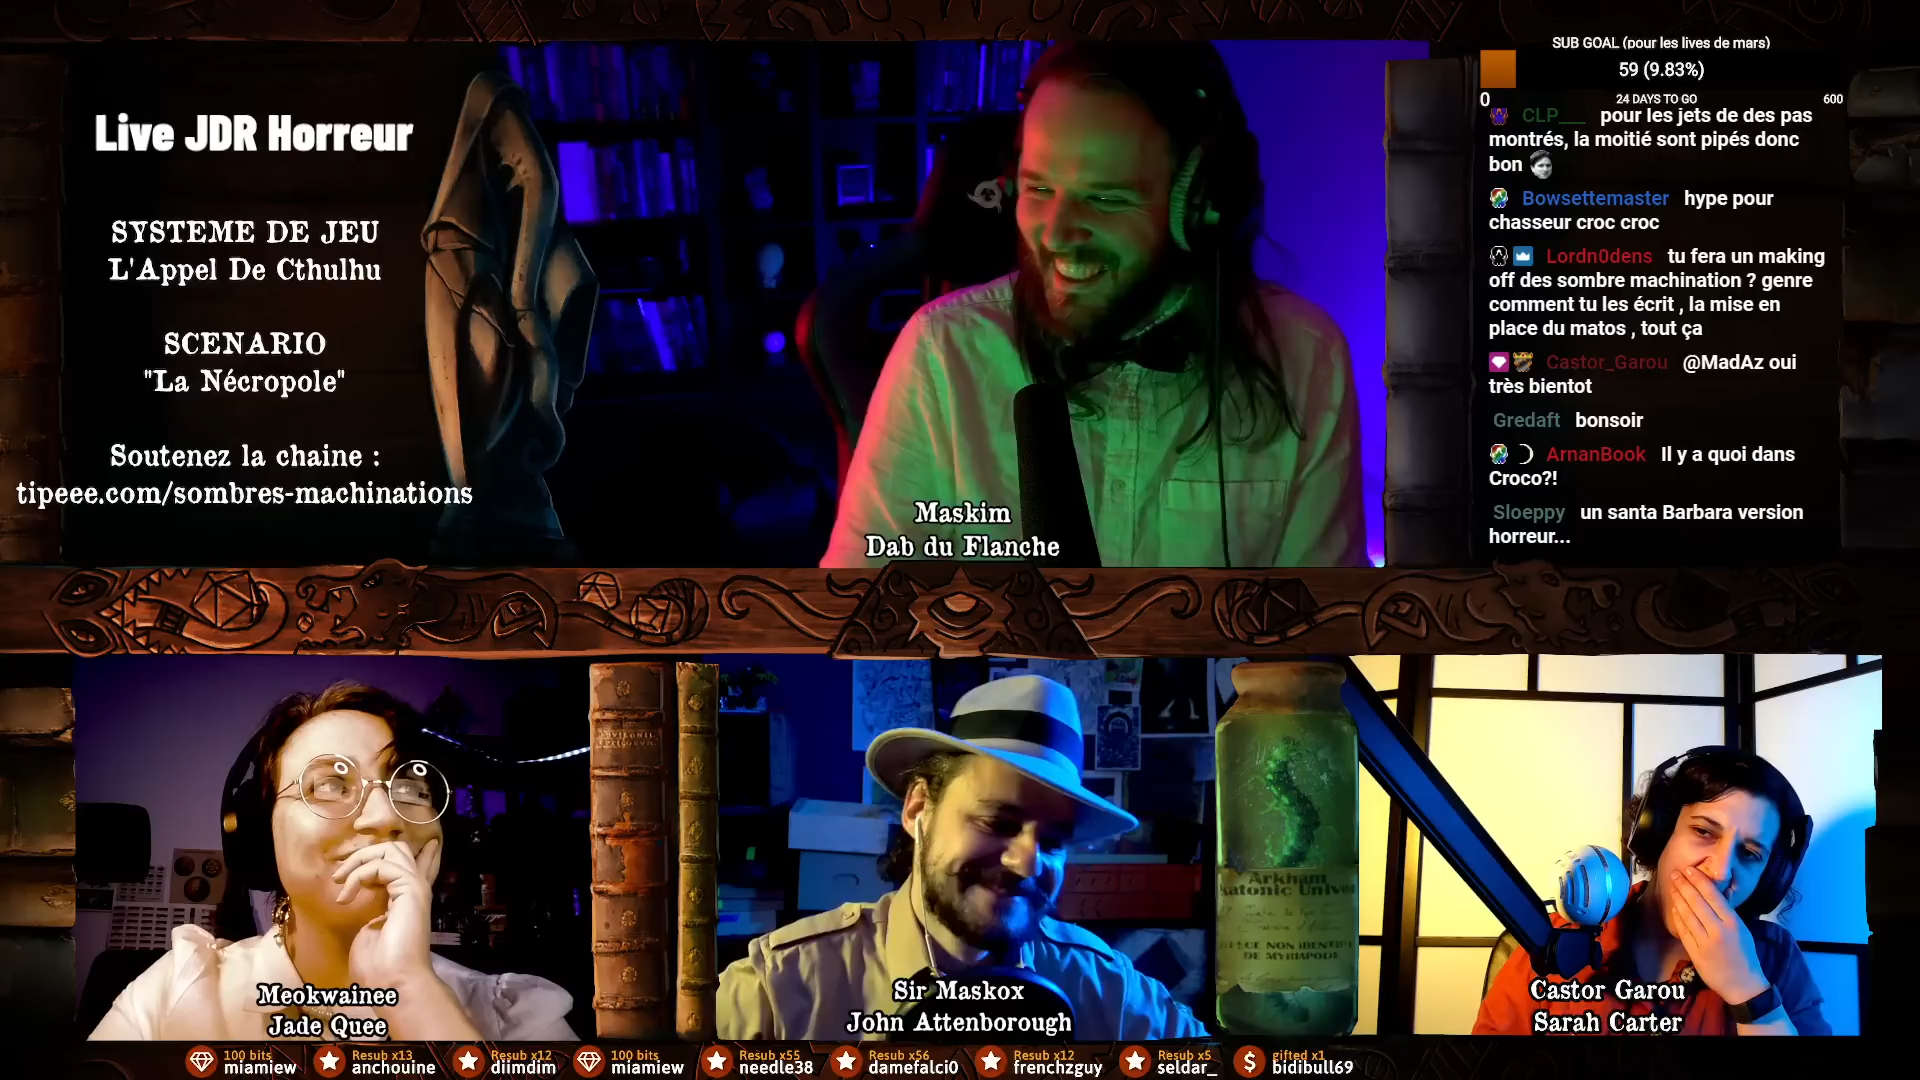 Live JDR Horreur
SYSTEME DE JEU
L'Appel De Cthulhu
SCENARIO
"La Nécropole"
Soutenez la chaine :
tipeee.com/sombres-machinations
Maskim
Dab du Flanche
SUB GOAL (pour les lives de mars)
59 (9.83%)
0
24 DAYS TO GO
600
CLP___ pour les jets de des pas
montrés, la moitié sont pipés donc
bon
Bowsettemaster hype pour
chasseur croc croc
Lordn0dens tu fera un making
off des sombre machination ? genre
comment tu les écrit , la mise en
place du matos , tout ça
Castor_Garou @MadAz oui
très bientot
Gredaft bonsoir
ArnanBook Il y a quoi dans
Croco?!
Sloeppy un santa Barbara version
horreur...
Meokwainee
Jade Quee
Sir Maskox
John Attenborough
Arkham
katonic Univer
NON IDENTIF
DE MYRIAPODE
Castor Garou
Sarah Carter
100 bits
miamiew
Resub x13
anchouine
Resub x12
diimdim
100 bits
miamiew
Resub x55
needle38
Resub x56
damefalci0
Resub x12
frenchzguy
Resub x5
seldar_
gifted x1
bidibull69